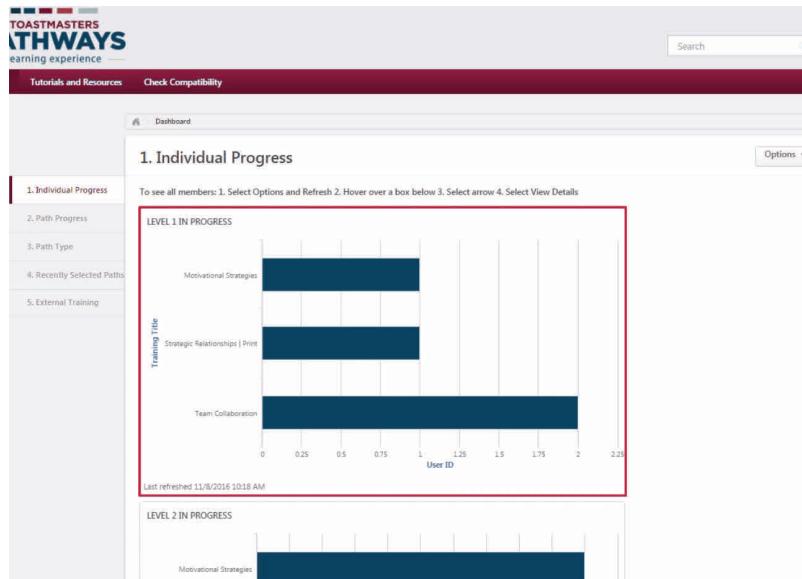 TOASTMASTERS
THWAYS
earning experience
Search
Tutorials and Resources
Check Compatibility
Dashboard
1. Individual Progress
Options
1. Individual Progress
2. Path Progress
3. Path Type
4. Recently Selected Paths
5. External Training
To see all members: 1. Select Options and Refresh 2. Hover over a box below 3. Select arrow 4. Select View Details
LEVEL 1 IN PROGRESS
Training Title
Motivational Strategies
Strategic Relationships | Print
Team Collaboration
0 0.25 0.5 0.75 1 1.25 1.5 1.75 2 2.25
User ID
Last refreshed 11/8/2016 10:18 AM
LEVEL 2 IN PROGRESS
Motivational Strategies